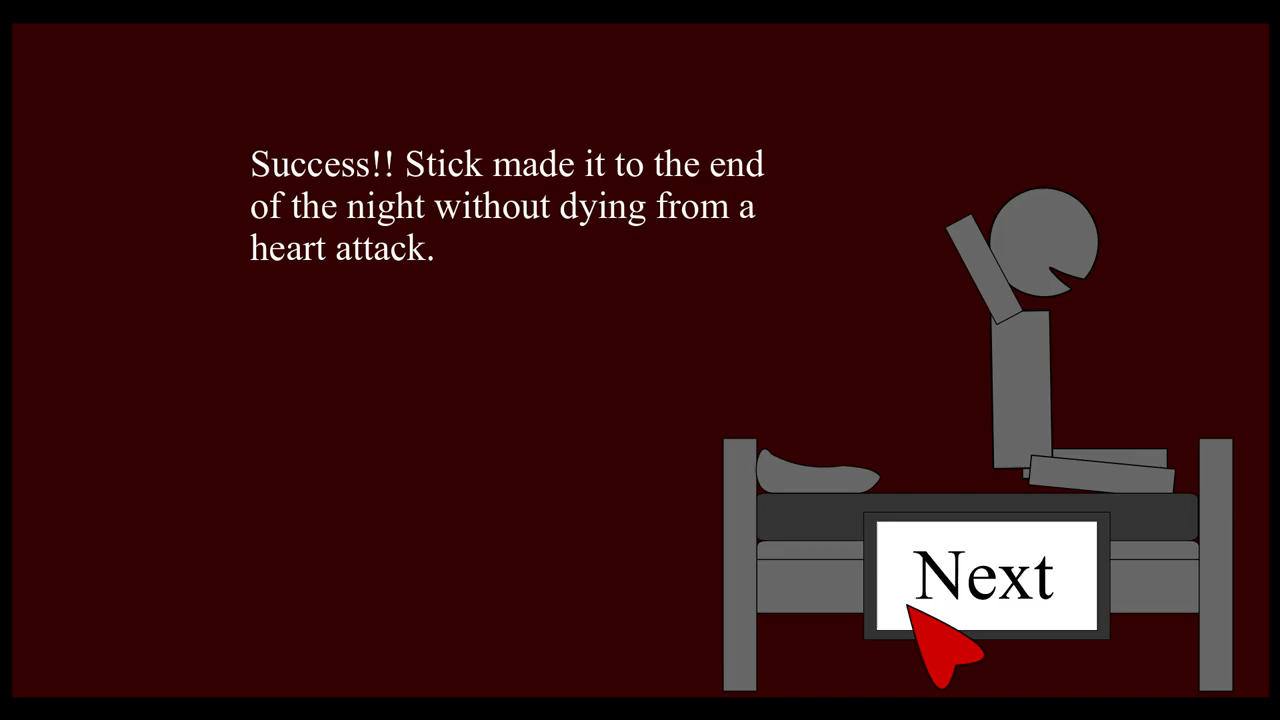 Success!! Stick made it to the end
of the night without dying from a
heart attack.
Next